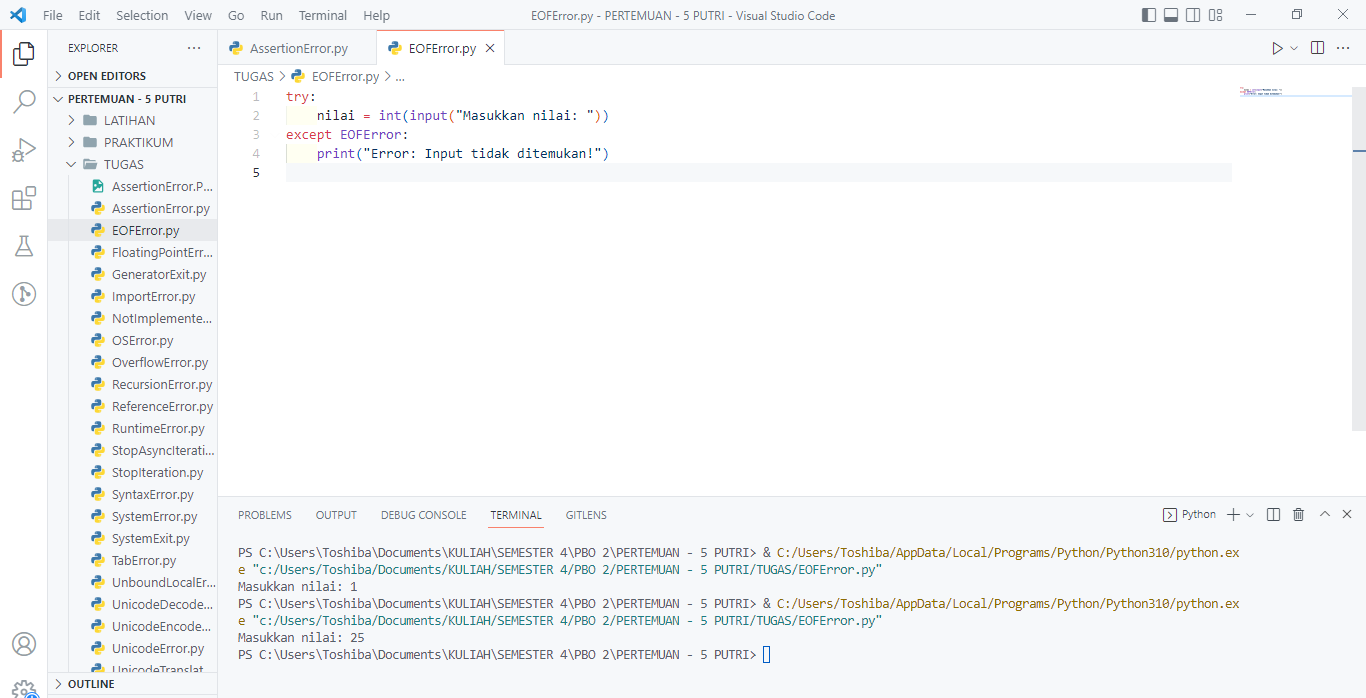 File Edit Selection View Go Run Terminal Help EOFError.py - PERTEMUAN - 5 PUTRI - Visual Studio Code
EXPLORER
OPEN EDITORS
PERTEMUAN - 5 PUTRI
LATIHAN
PRAKTIKUM
TUGAS
AssertionError.P...
AssertionError.py
EOFError.py
FloatingPointErr...
GeneratorExit.py
ImportError.py
NotImplemente...
OSError.py
OverflowError.py
RecursionError.py
ReferenceError.py
RuntimeError.py
StopAsyncIterati...
StopIteration.py
SyntaxError.py
SystemError.py
SystemExit.py
TabError.py
UnboundLocalEr...
UnicodeDecode...
UnicodeEncode...
UnicodeError.py
UnicodeTranslat
OUTLINE
AssertionError.py EOFError.py
TUGAS > EOFError.py > ...
1 try:
2 nilai = int(input("Masukkan nilai: "))
3 except EOFError:
4 print("Error: Input tidak ditemukan!")
5
PROBLEMS OUTPUT DEBUG CONSOLE TERMINAL GITLENS Python
PS C:\Users\Toshiba\Documents\KULIAH\SEMESTER 4\PBO 2\PERTEMUAN - 5 PUTRI> & C:/Users/Toshiba/AppData/Local/Programs/Python/Python310/python.ex
e "c:/Users/Toshiba/Documents/KULIAH/SEMESTER 4/PBO 2/PERTEMUAN - 5 PUTRI/TUGAS/EOFError.py"
Masukkan nilai: 1
PS C:\Users\Toshiba\Documents\KULIAH\SEMESTER 4\PBO 2\PERTEMUAN - 5 PUTRI> & C:/Users/Toshiba/AppData/Local/Programs/Python/Python310/python.ex
e "c:/Users/Toshiba/Documents/KULIAH/SEMESTER 4/PBO 2/PERTEMUAN - 5 PUTRI/TUGAS/EOFError.py"
Masukkan nilai: 25
PS C:\Users\Toshiba\Documents\KULIAH\SEMESTER 4\PBO 2\PERTEMUAN - 5 PUTRI>